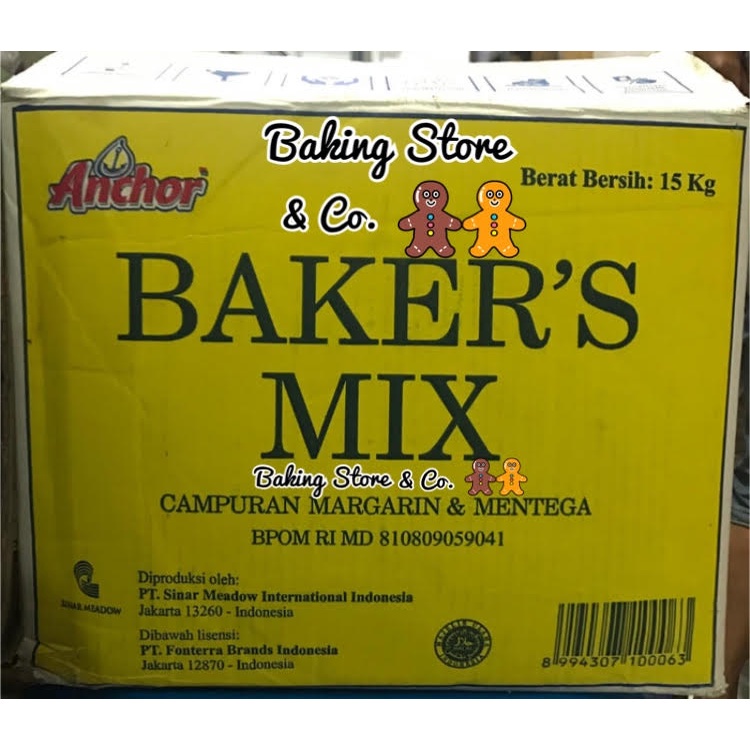 Anchor
Baking Store
& Co.
Berat Bersih: 15 Kg
BAKER'S
MIX
Baking Store & Co.
CAMPURAN MARGARIN & MENTEGA
BPOM RI MD 810809059041
SINAR MEADOW
Diproduksi oleh:
PT. Sinar Meadow International Indonesia
Jakarta 13260 - Indonesia
Dibawah lisensi:
PT. Fonterra Brands Indonesia
Jakarta 12870 - Indonesia
8 994307 100063